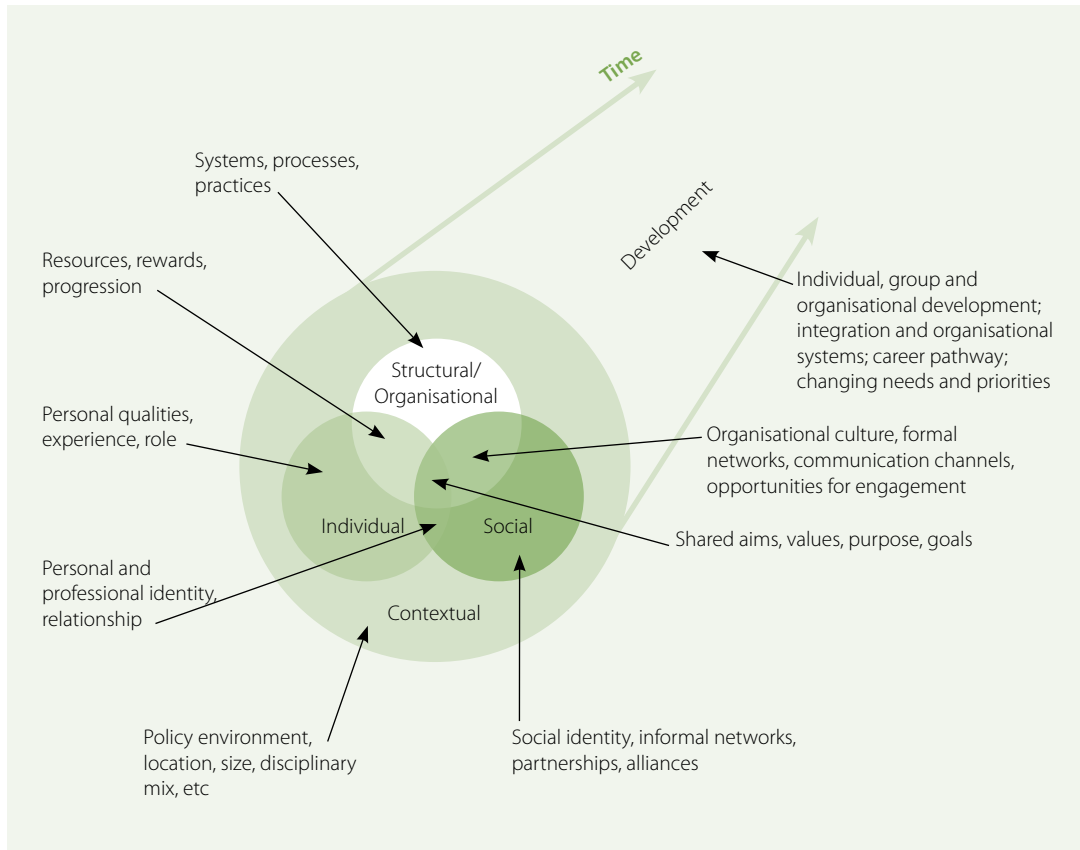 Time
Systems, processes,
practices
Development
Resources, rewards,
progression
Individual, group and
organisational development;
integration and organisational
systems; career pathway;
changing needs and priorities
Structural/
Organisational
Personal qualities,
experience, role
Organisational culture, formal
networks, communication channels,
opportunities for engagement
Individual
Social
Shared aims, values, purpose, goals
Personal and
professional identity,
relationship
Contextual
Policy environment,
location, size, disciplinary
mix, etc
Social identity, informal networks,
partnerships, alliances